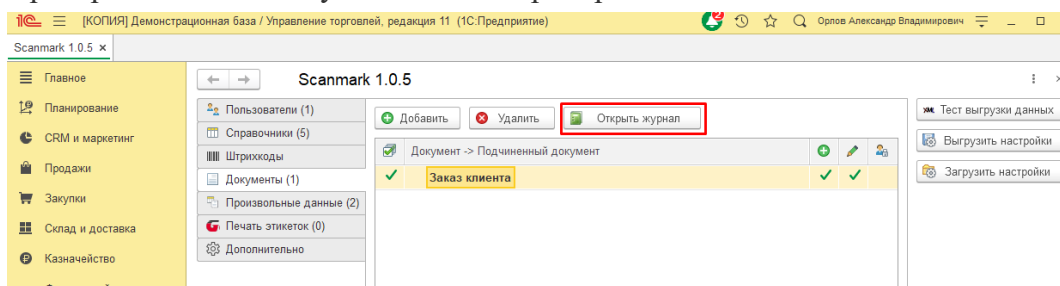 [КОПИЯ] Демонстрационная база / Управление торговлей, редакция 11 (1С:Предприятие)
2
Орлов Александр Владимирович
Scanmark 1.0.5 ×
Главное
Планирование
CRM и маркетинг
Продажи
Закупки
Склад и доставка
Казначейство
Scanmark 1.0.5
Пользователи (1)
Справочники (5)
Штрихкоды
Документы (1)
Произвольные данные (2)
Печать этикеток (0)
Дополнительно
Добавить Удалить Открыть журнал
Документ -> Подчиненный документ
Заказ клиента
Тест выгрузки данных
Выгрузить настройки
Загрузить настройки